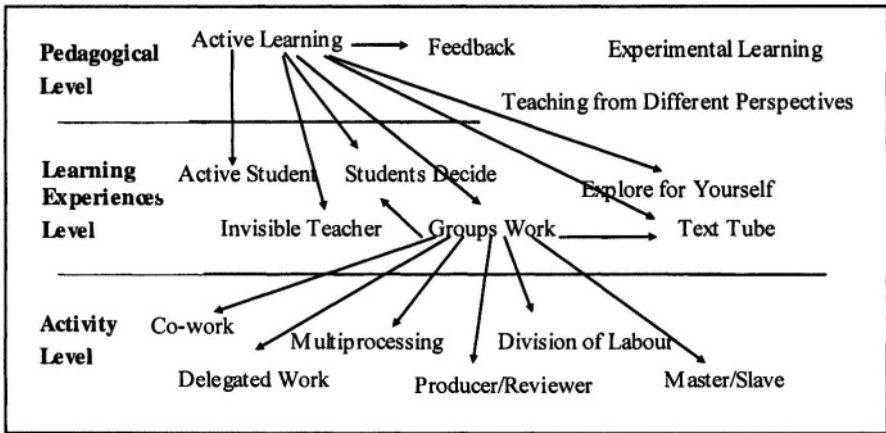 Pedagogical
Level
Active Learning
Feedback
Experimental Learning
Teaching from Different Perspectives
Learning
Experiences
Level
Active Student
Students Decide
Explore for Yourself
Invisible Teacher
Groups Work
Text Tube
Activity
Level
Co-work
Multiprocessing
Division of Labour
Delegated Work
Producer/Reviewer
Master/Slave